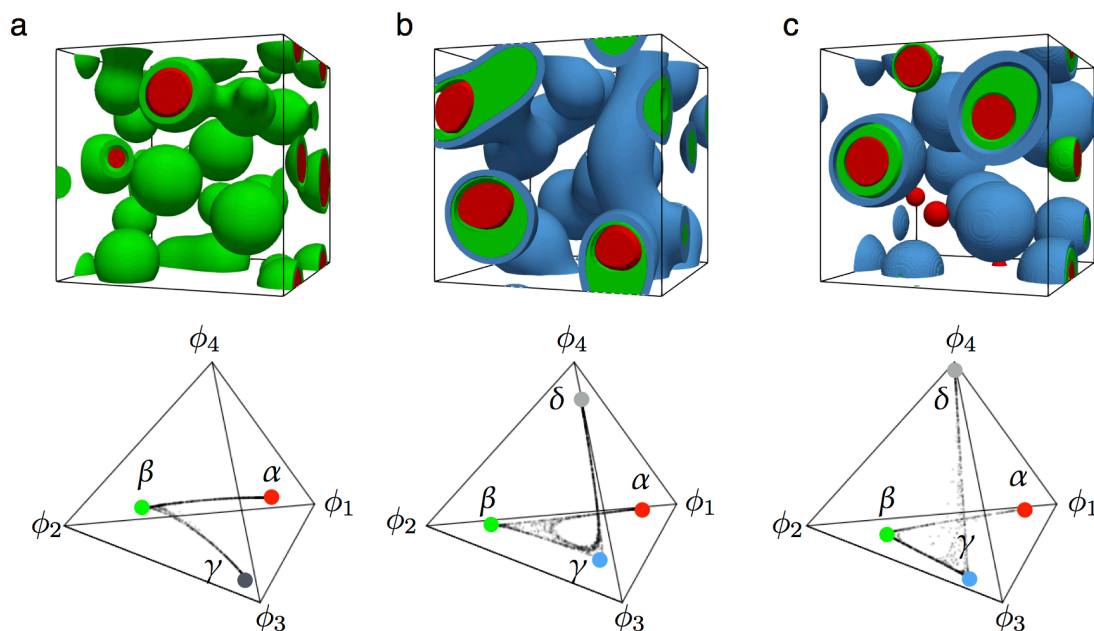 a b c
ϕ4 ϕ4 ϕ4
δ δ
β α β α β α
ϕ2 ϕ1 ϕ2 ϕ1 ϕ2 ϕ1
γ γ γ
ϕ3 ϕ3 ϕ3